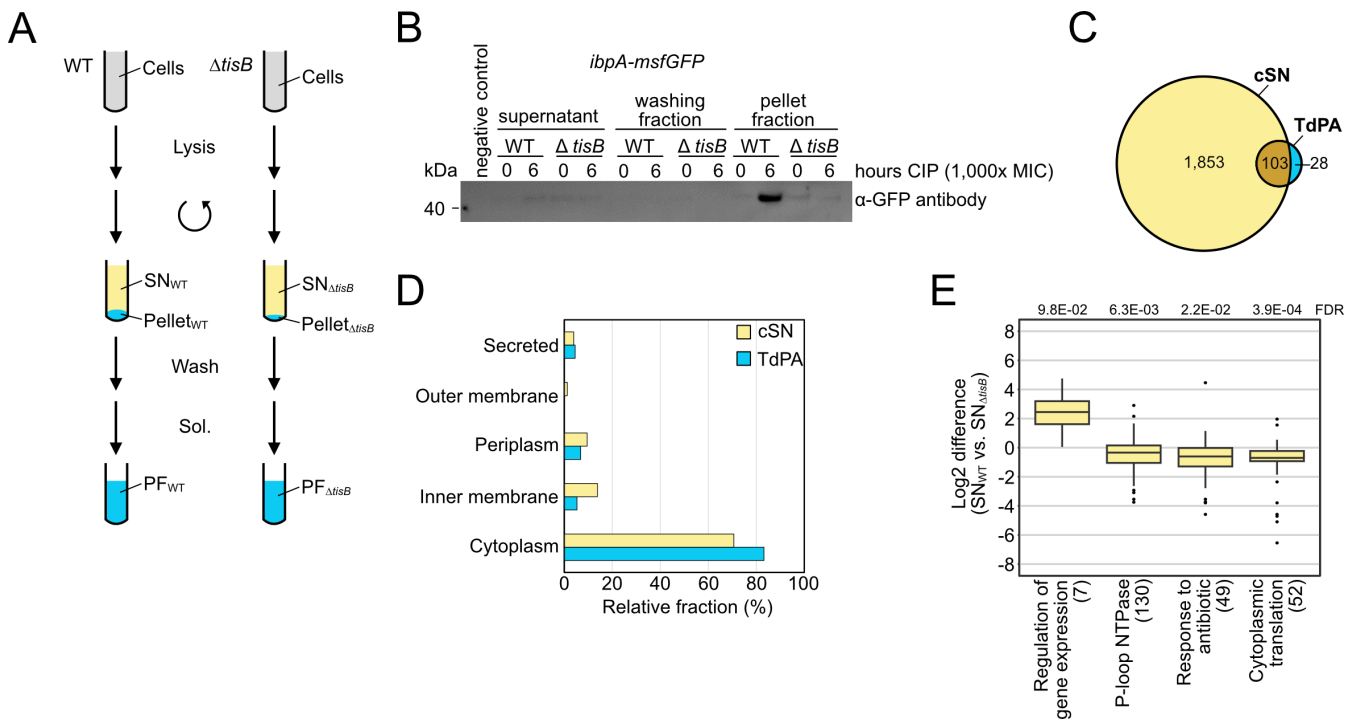 A
WT
Cells
ΔtisB
Cells
Lysis
SNWT
SNΔtisB
PelletWT
PelletΔtisB
Wash
Sol.
PFWT
PFΔtisB
B
negative control
ibpA-msfGFP
supernatant
washing
fraction
pellet
fraction
WT
Δ tisB
WT
Δ tisB
WT
Δ tisB
kDa
0 6 0 6 0 6 0 6 0 6 0 6
hours CIP (1,000x MIC)
40
α-GFP antibody
C
cSN
TdPA
1,853
103
28
D
cSN
TdPA
Secreted
Outer membrane
Periplasm
Inner membrane
Cytoplasm
0 20 40 60 80 100
Relative fraction (%)
E
9.8E-02 6.3E-03 2.2E-02 3.9E-04 FDR
8
6
4
2
0
-2
-4
-6
-8
Log2 difference
(SNWT vs. SNΔtisB)
Regulation of
gene expression
(7)
P-loop NTPase
(130)
Response to
antibiotic
(49)
Cytoplasmic
translation
(52)